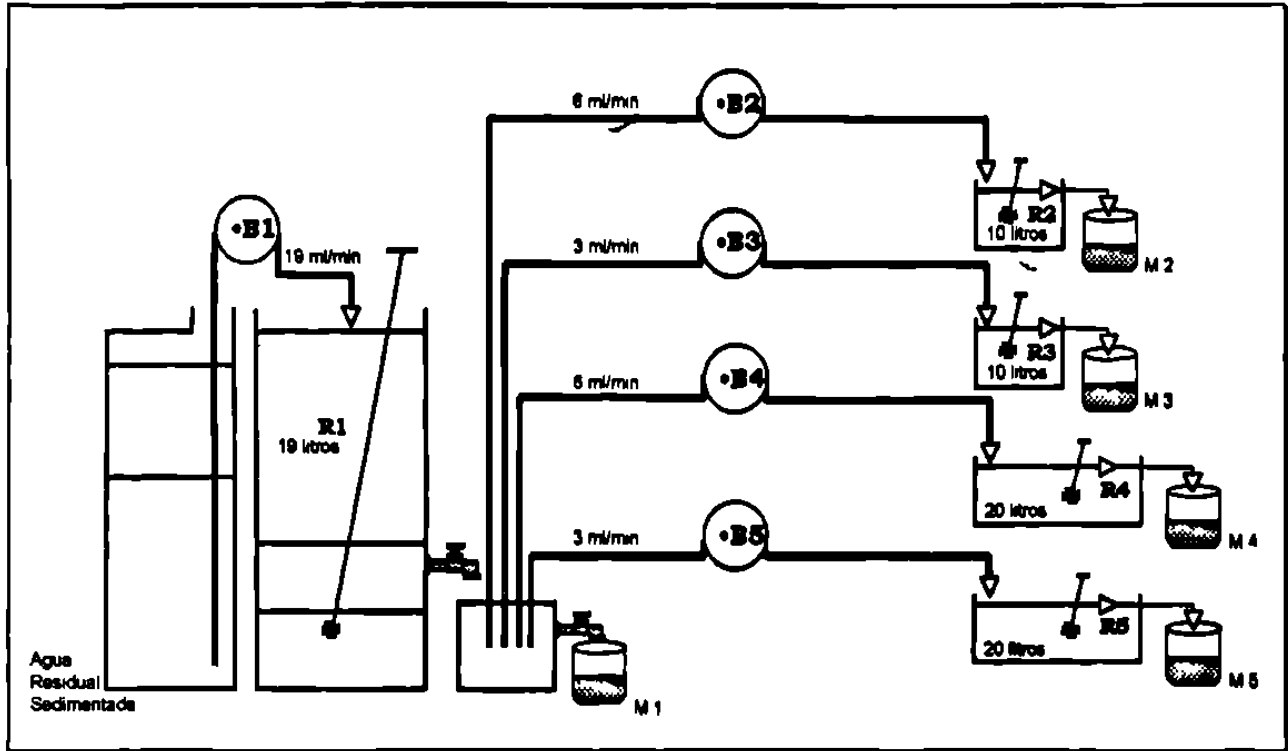 6 ml/min
•B2
•B1
19 ml/min
R2
10 litros
M 2
3 ml/min
•B3
R3
10 litros
M 3
6 ml/min
•B4
R1
19 litros
R4
20 litros
M 4
3 ml/min
•B5
R5
20 litros
M 5
Agua
Residual
Sedimentada
M 1